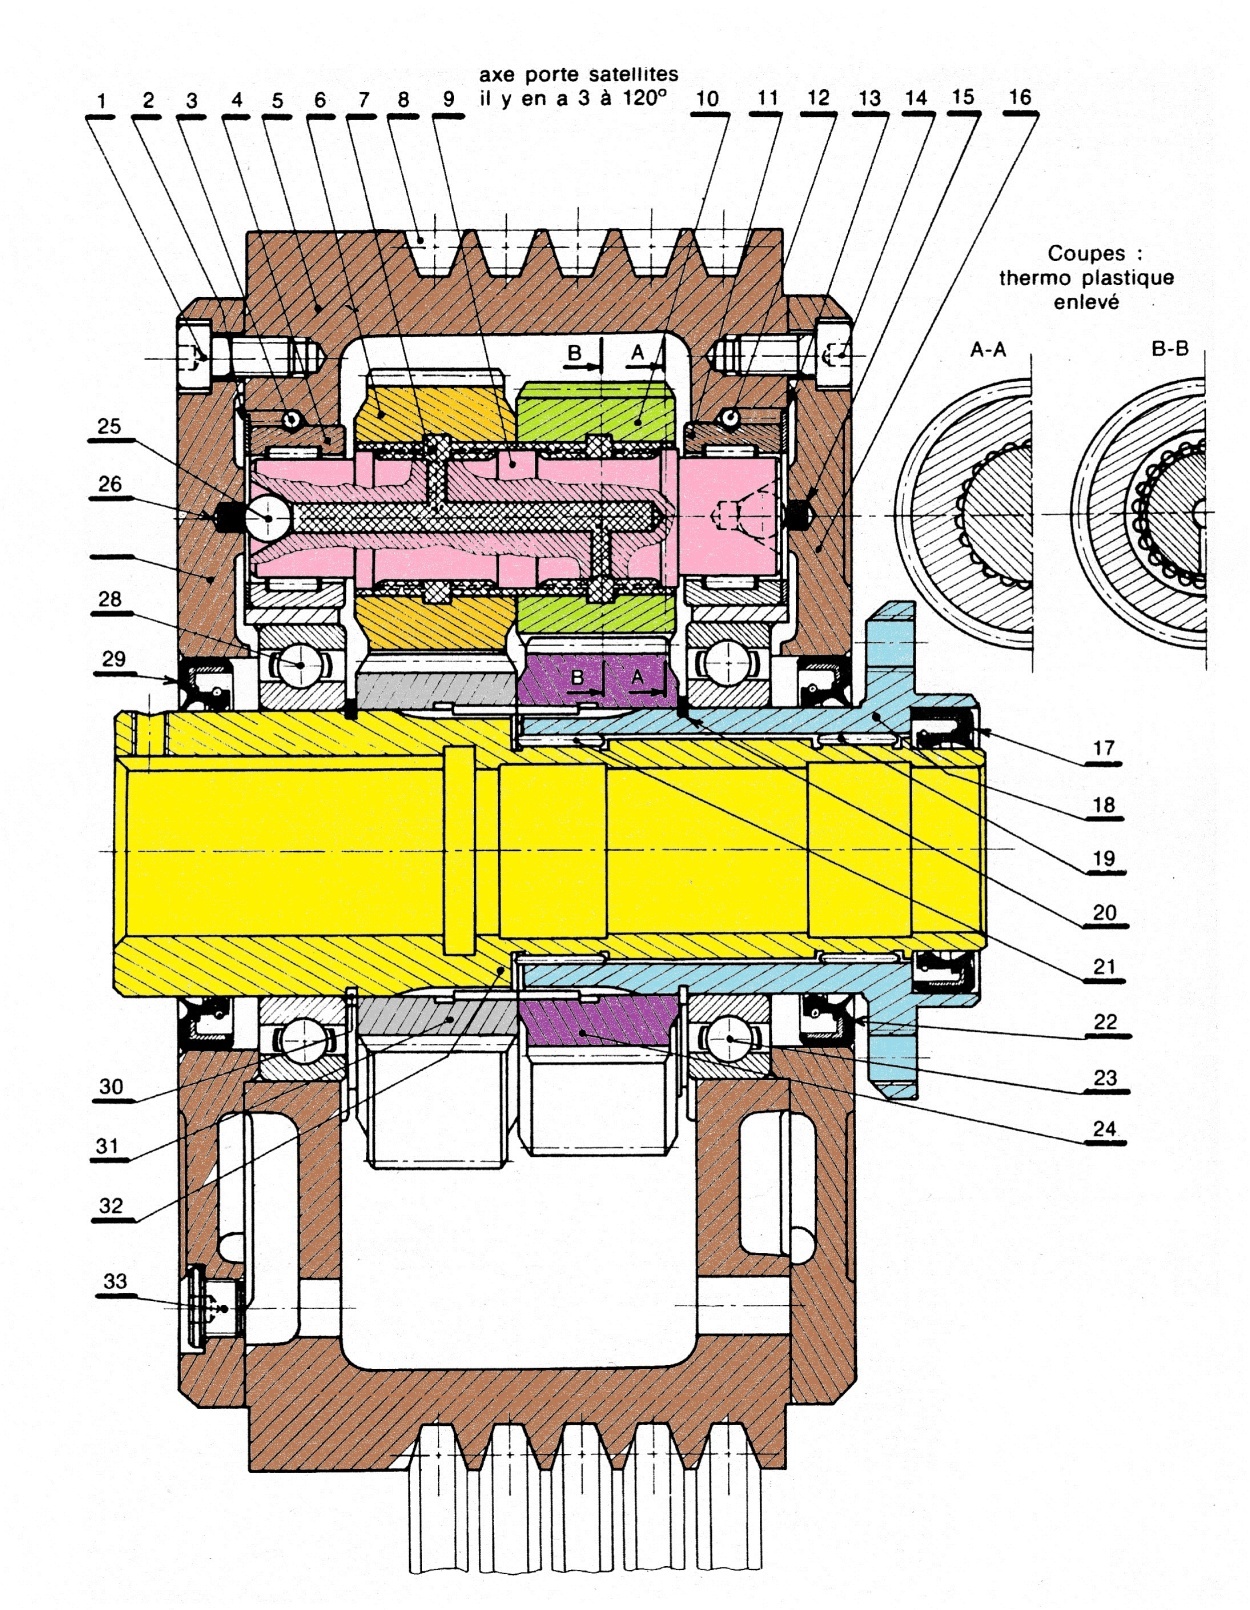 axe porte satellites
il y en a 3 à 120°
1 2 3 4 5 6 7 8 9 10 11 12 13 14 15 16
Coupes :
thermo plastique
enlevé
A-A B-B
B A
25
26
28
29
B A
17
18
19
20
21
22
23
24
30
31
32
33